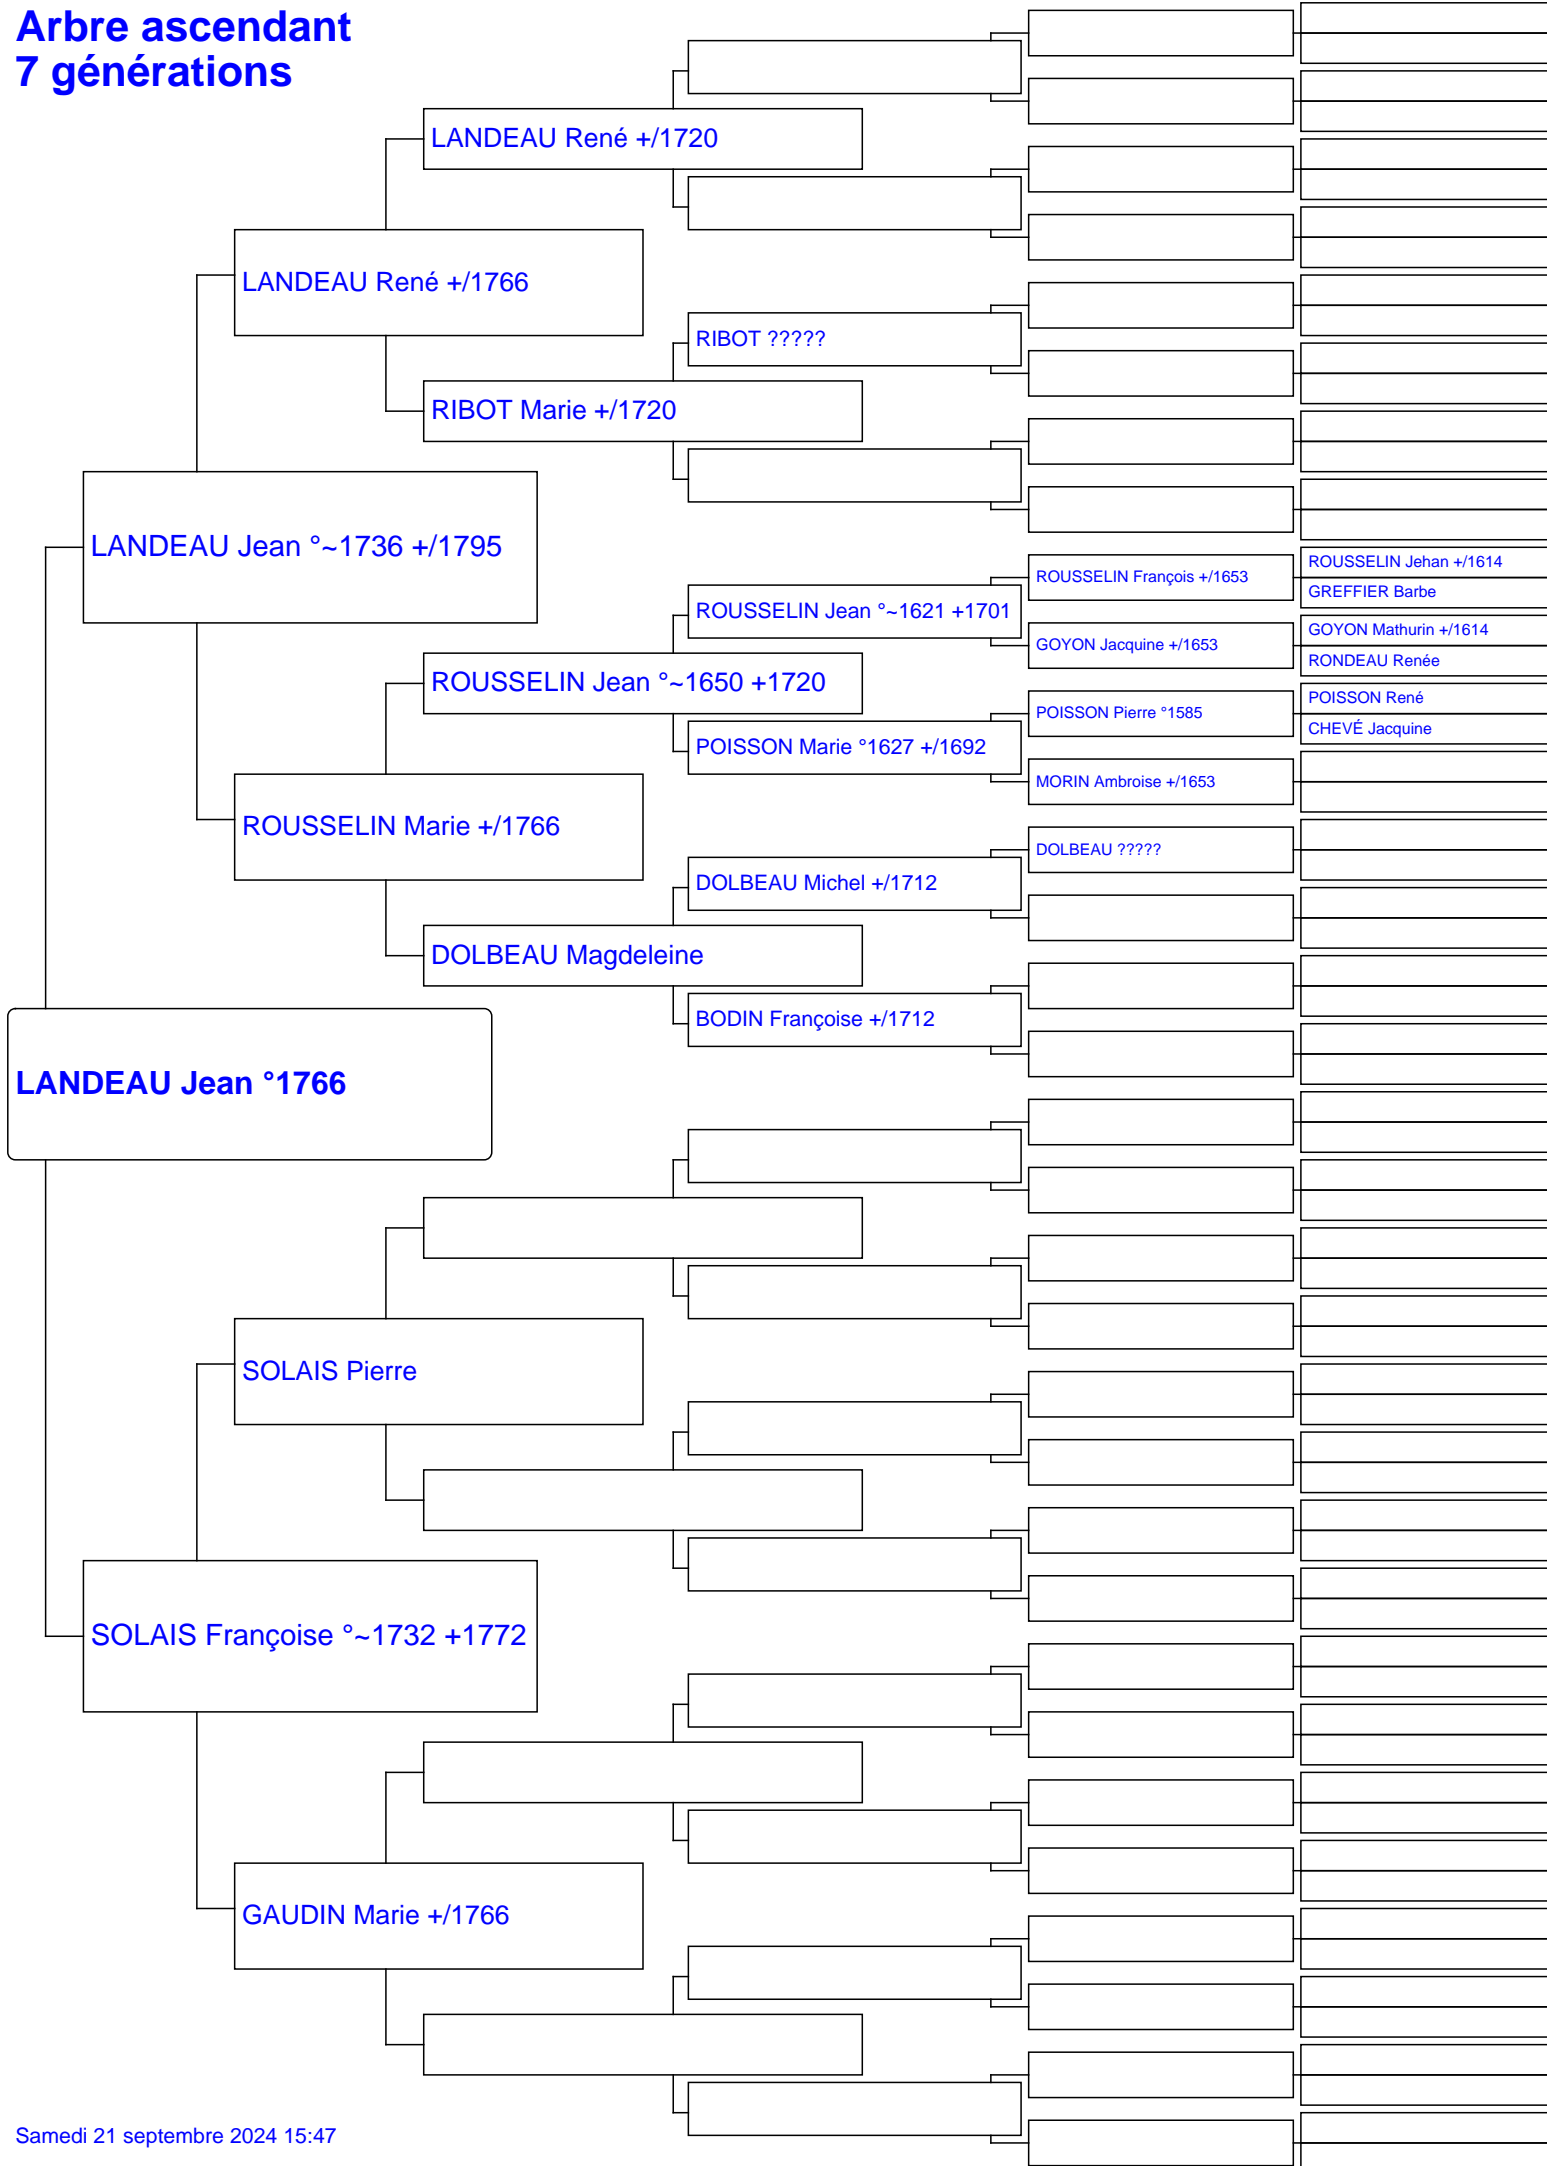 Arbre ascendant
7 générations
LANDEAU René +/1720
LANDEAU René +/1766
RIBOT ?????
RIBOT Marie +/1720
LANDEAU Jean °~1736 +/1795
ROUSSELIN Jehan +/1614
ROUSSELIN François +/1653
GREFFIER Barbe
ROUSSELIN Jean °~1621 +1701
GOYON Mathurin +/1614
GOYON Jacquine +/1653
RONDEAU Renée
ROUSSELIN Jean °~1650 +1720
POISSON René
POISSON Pierre °1585
CHEVÉ Jacquine
POISSON Marie °1627 +/1692
MORIN Ambroise +/1653
ROUSSELIN Marie +/1766
DOLBEAU ?????
DOLBEAU Michel +/1712
DOLBEAU Magdeleine
BODIN Françoise +/1712
LANDEAU Jean °1766
SOLAIS Pierre
SOLAIS Françoise °~1732 +1772
GAUDIN Marie +/1766
Samedi 21 septembre 2024 15:47